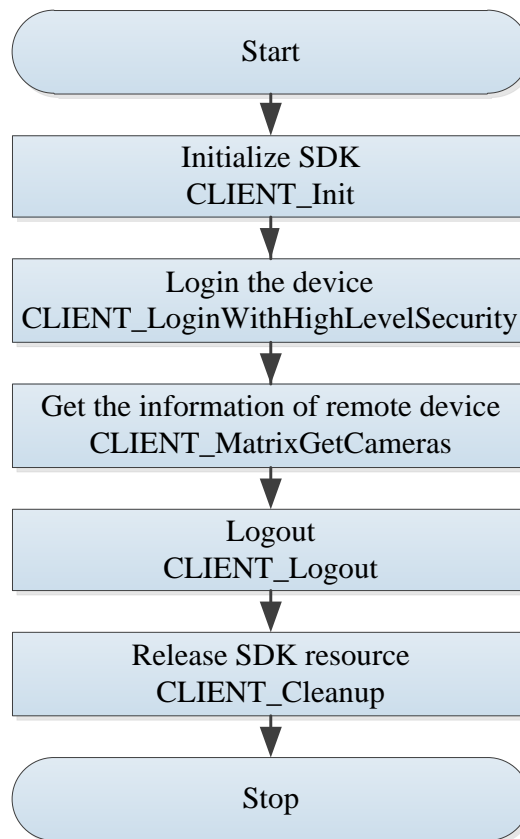 Start
Initialize SDK
CLIENT_Init
Login the device
CLIENT_LoginWithHighLevelSecurity
Get the information of remote device
CLIENT_MatrixGetCameras
Logout
CLIENT_Logout
Release SDK resource
CLIENT_Cleanup
Stop